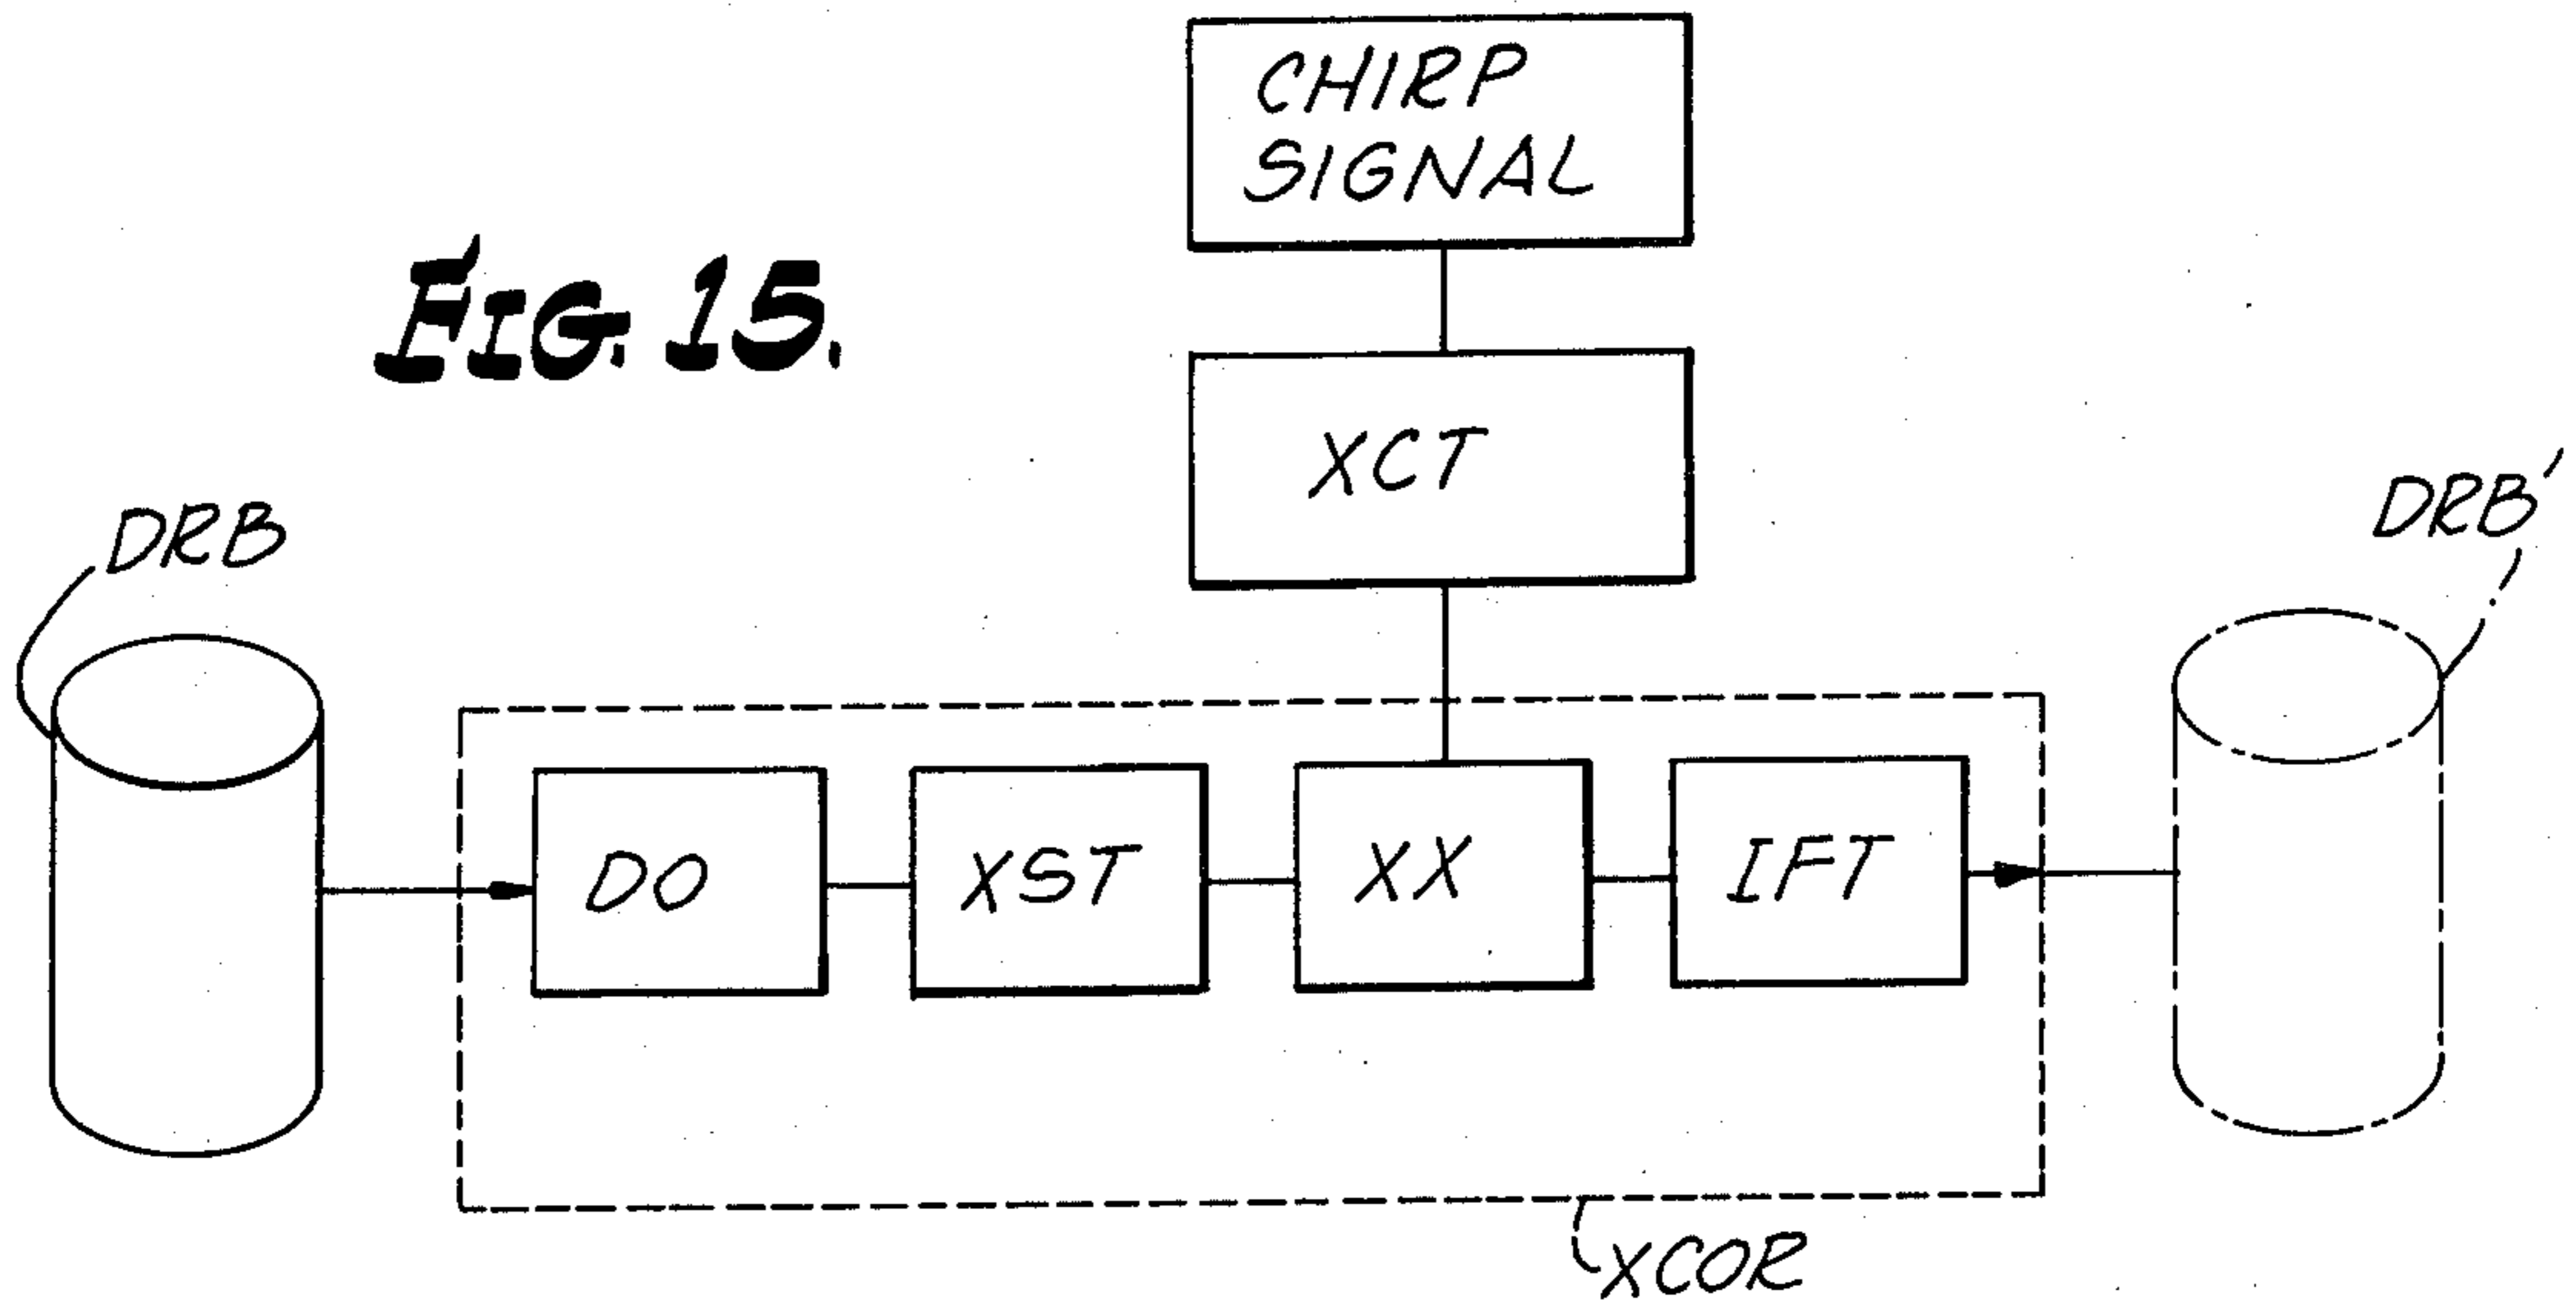 CHIRP
SIGNAL
FIG. 15.
XCT
DRB
DRB'
DO
XST
XX
IFT
XCOR